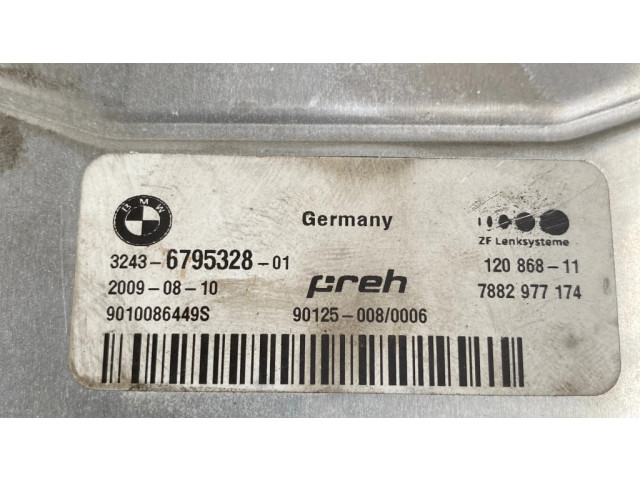 BMW
Germany
ZF Lenksysteme
3243-6795328-01
preh
120 868-11
2009-08-10
7882 977 174
9010086449S
90125-008/0006